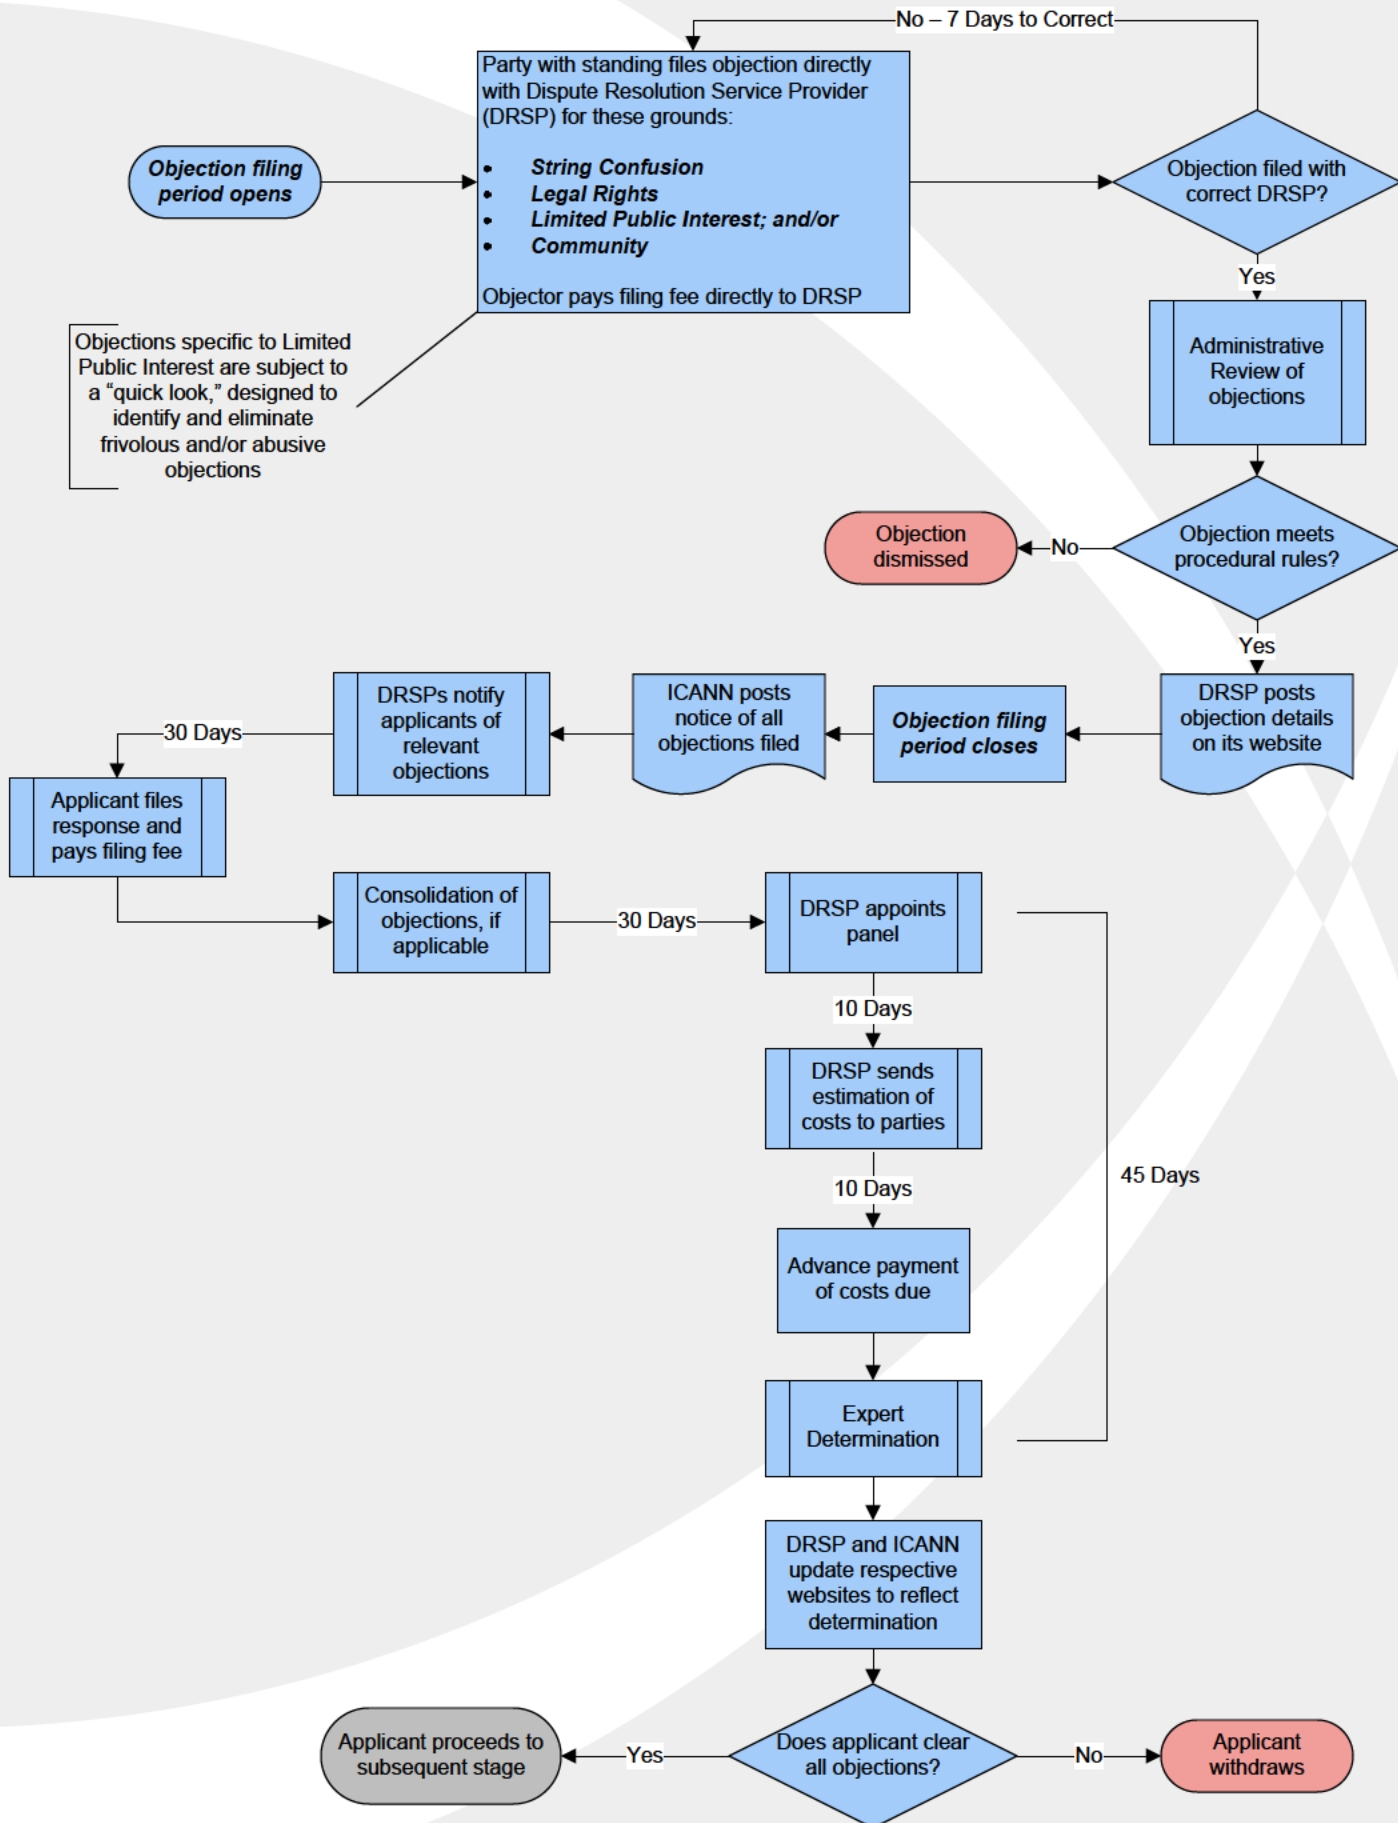 No – 7 Days to Correct
Party with standing files objection directly
with Dispute Resolution Service Provider
(DRSP) for these grounds:
• String Confusion
• Legal Rights
• Limited Public Interest; and/or
• Community
Objector pays filing fee directly to DRSP
Objection filing
period opens
Objection filed with
correct DRSP?
Yes
Objections specific to Limited
Public Interest are subject to
a “quick look,” designed to
identify and eliminate
frivolous and/or abusive
objections
Administrative
Review of
objections
Objection meets
procedural rules?
No
Objection
dismissed
Yes
DRSP posts
objection details
on its website
Objection filing
period closes
ICANN posts
notice of all
objections filed
DRSPs notify
applicants of
relevant
objections
30 Days
Applicant files
response and
pays filing fee
Consolidation of
objections, if
applicable
30 Days
DRSP appoints
panel
10 Days
DRSP sends
estimation of
costs to parties
10 Days
45 Days
Advance payment
of costs due
Expert
Determination
DRSP and ICANN
update respective
websites to reflect
determination
Does applicant clear
all objections?
Yes
Applicant proceeds to
subsequent stage
No
Applicant
withdraws